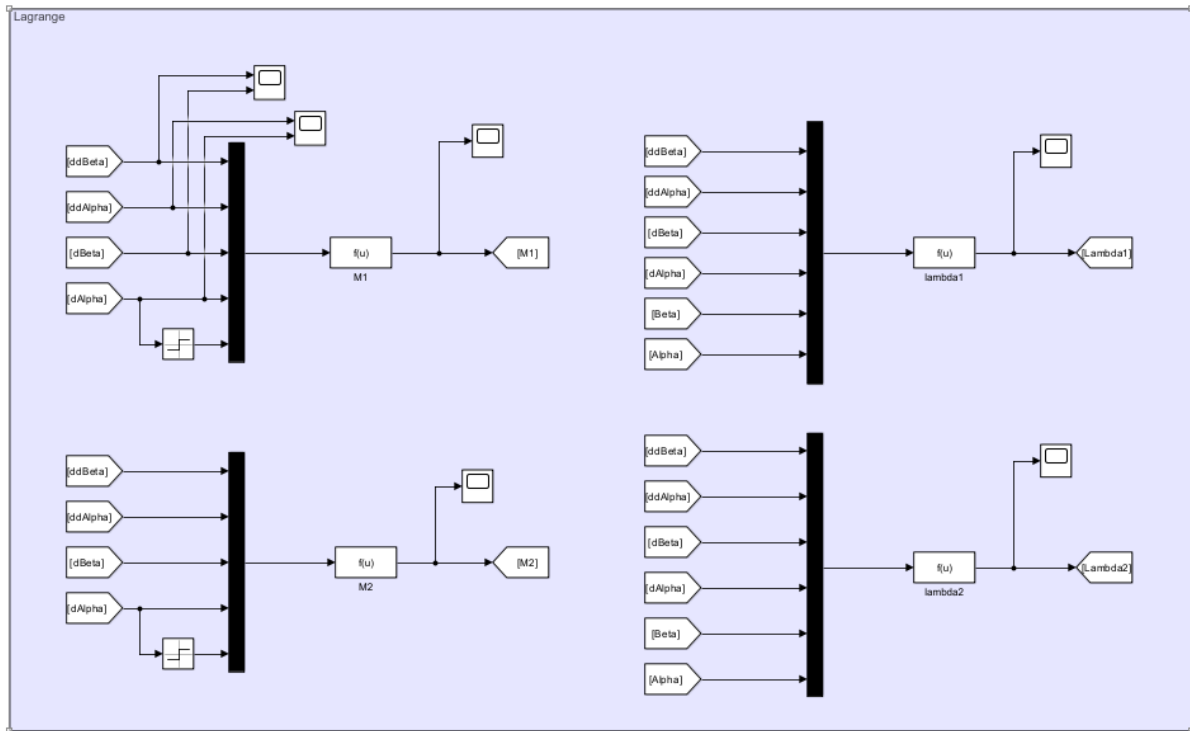 Lagrange
[ddBeta]
[ddAlpha]
[dBeta]
[dAlpha]
f(u)
M1
[M1]
[ddBeta]
[ddAlpha]
[dBeta]
[dAlpha]
[Beta]
[Alpha]
f(u)
lambda1
[Lambda1]
[ddBeta]
[ddAlpha]
[dBeta]
[dAlpha]
f(u)
M2
[M2]
[ddBeta]
[ddAlpha]
[dBeta]
[dAlpha]
[Beta]
[Alpha]
f(u)
lambda2
[Lambda2]